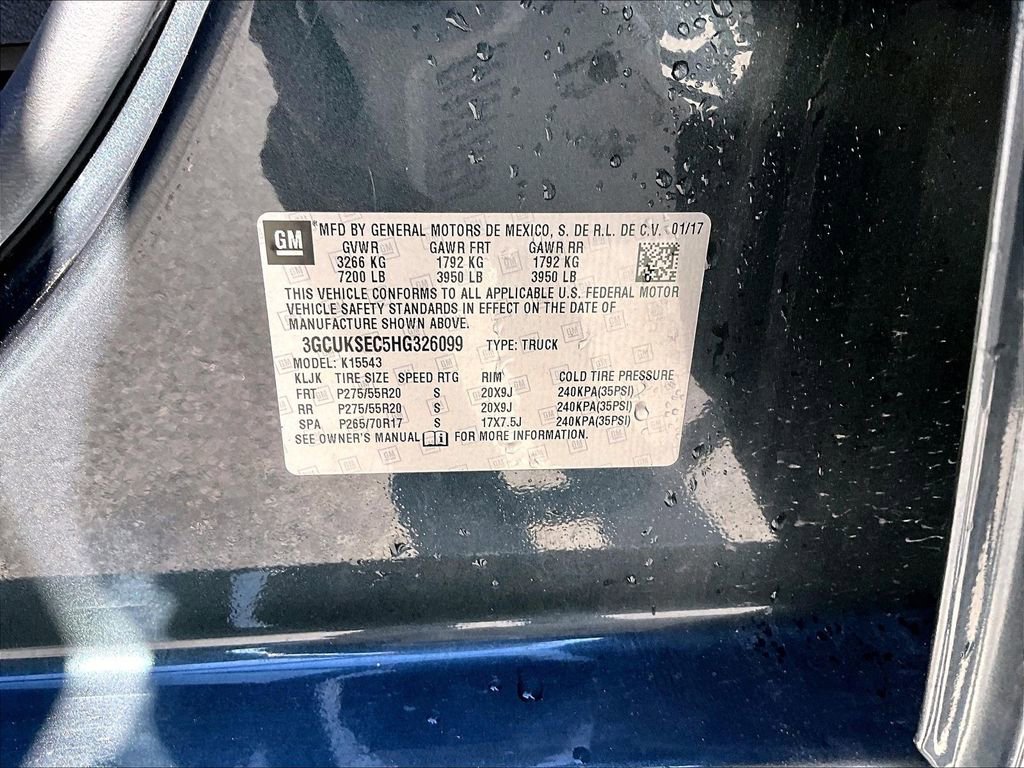 GM ®MFD BY GENERAL MOTORS DE MEXICO, S. DE R.L. DE C.V. 01/17
GVWR GAWR FRT GAWR RR
3266 KG 1792 KG 1792 KG
7200 LB 3950 LB 3950 LB
THIS VEHICLE CONFORMS TO ALL APPLICABLE U.S. FEDERAL MOTOR
VEHICLE SAFETY STANDARDS IN EFFECT ON THE DATE OF
MANUFACTURE SHOWN ABOVE.
3GCUKSEC5HG326099 TYPE: TRUCK
MODEL: K15543
KLJK TIRE SIZE SPEED RTG RIM COLD TIRE PRESSURE
FRT P275/55R20 S 20X9J 240KPA(35PSI)
RR P275/55R20 S 20X9J 240KPA(35PSI)
SPA P265/70R17 S 17X7.5J 240KPA(35PSI)
SEE OWNER'S MANUAL FOR MORE INFORMATION.